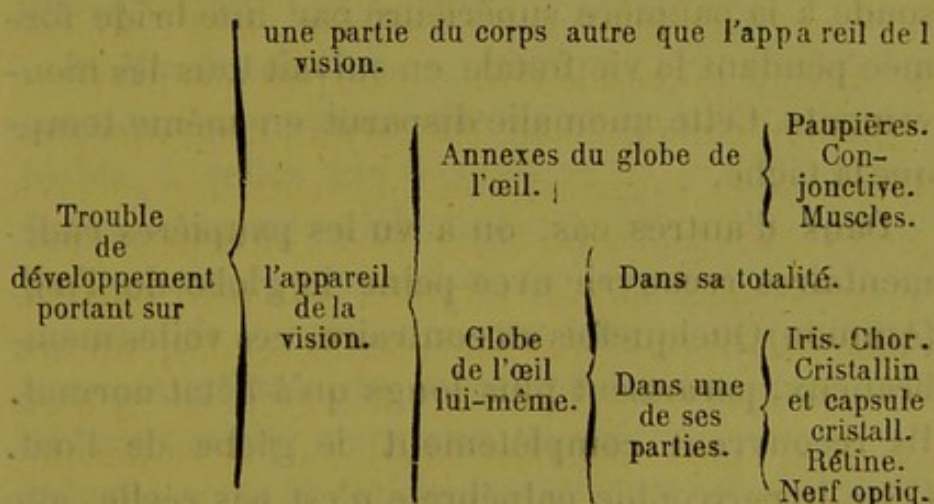 une partie du corps autre que l'appareil de l
vision.
Trouble
de
développement
portant sur
l'appareil
de la
vision.
Annexes du globe de
l'œil.
Paupières.
Con-
jonctive.
Muscles.
Globe
de l'œil
lui-même.
Dans sa totalité.
Dans une
de ses
parties.
Iris. Chor.
Cristallin
et capsule
cristall.
Rétine.
Nerf optiq.